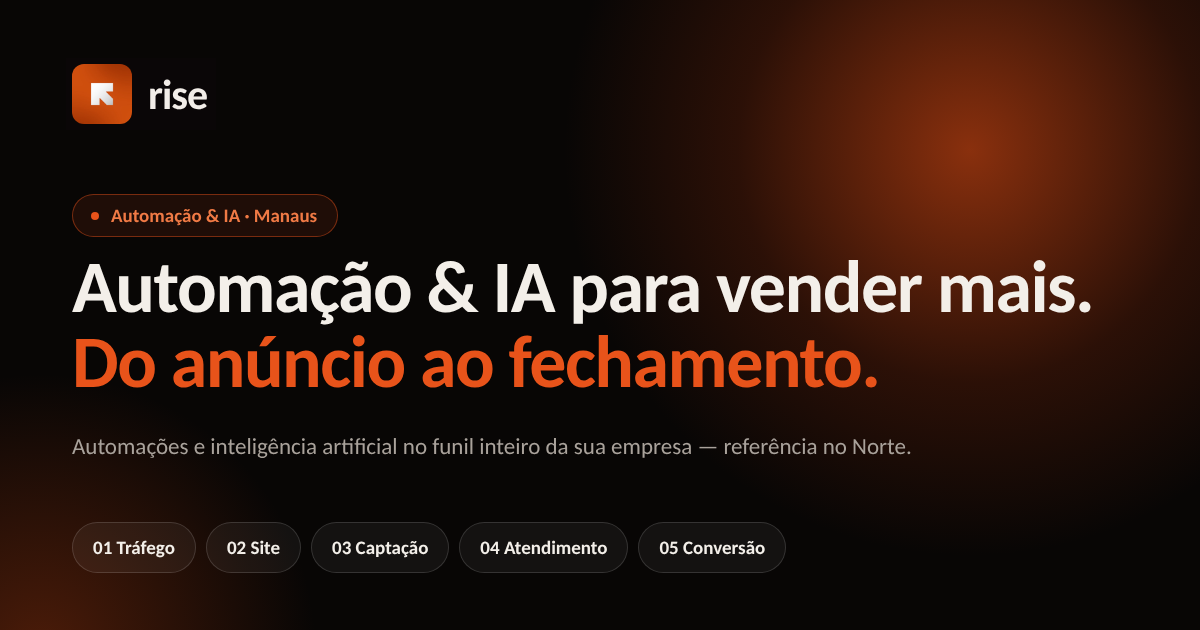 rise
Automação & IA · Manaus
Automação & IA para vender mais.
Do anúncio ao fechamento.
Automações e inteligência artificial no funil inteiro da sua empresa — referência no Norte.
01 Tráfego 02 Site 03 Captação 04 Atendimento 05 Conversão